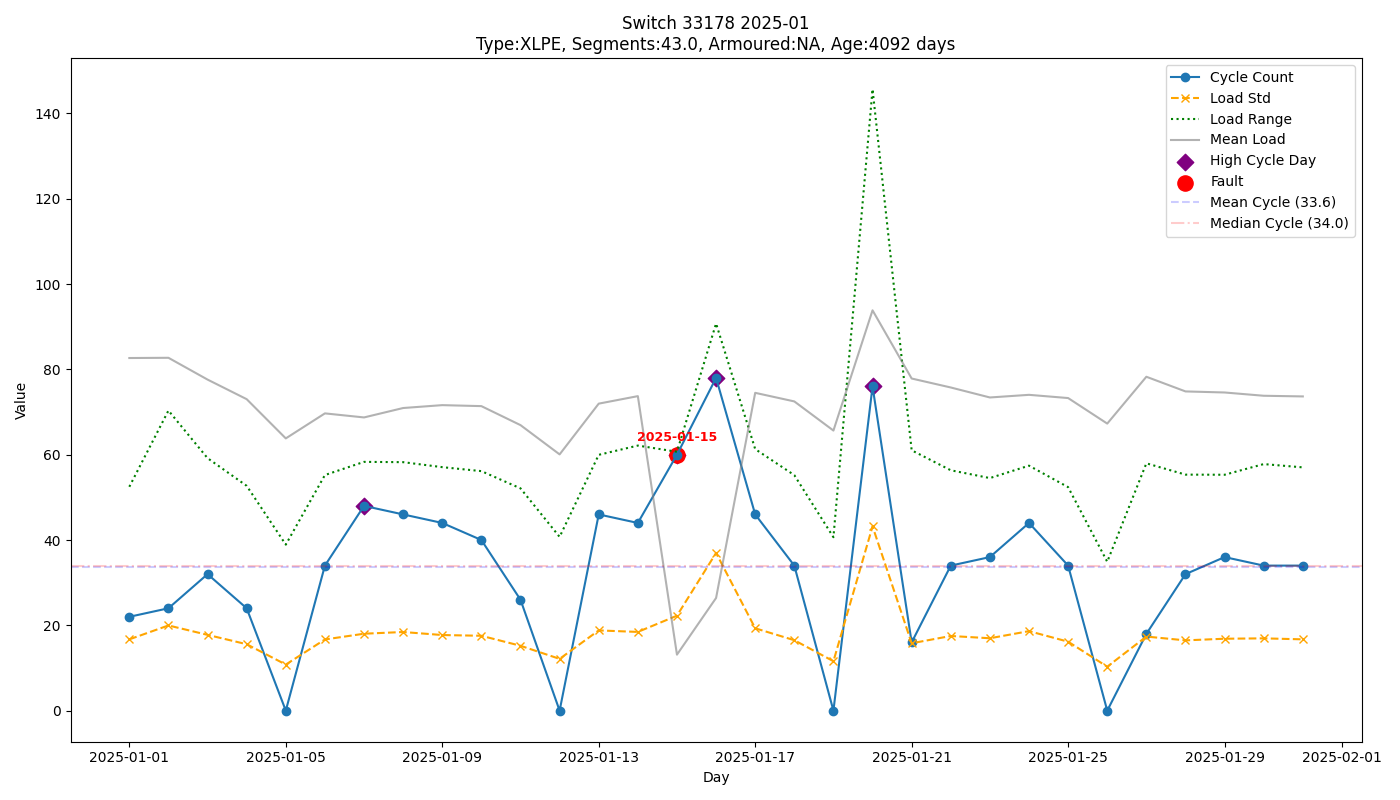 Switch 33178 2025-01
Type:XLPE, Segments:43.0, Armoured:NA, Age:4092 days
Cycle Count
Load Std
Load Range
Mean Load
High Cycle Day
Fault
Mean Cycle (33.6)
Median Cycle (34.0)
140
120
100
80
60
40
20
0
Value
2025-01-15
2025-01-01 2025-01-05 2025-01-09 2025-01-13 2025-01-17 2025-01-21 2025-01-25 2025-01-29 2025-02-01
Day